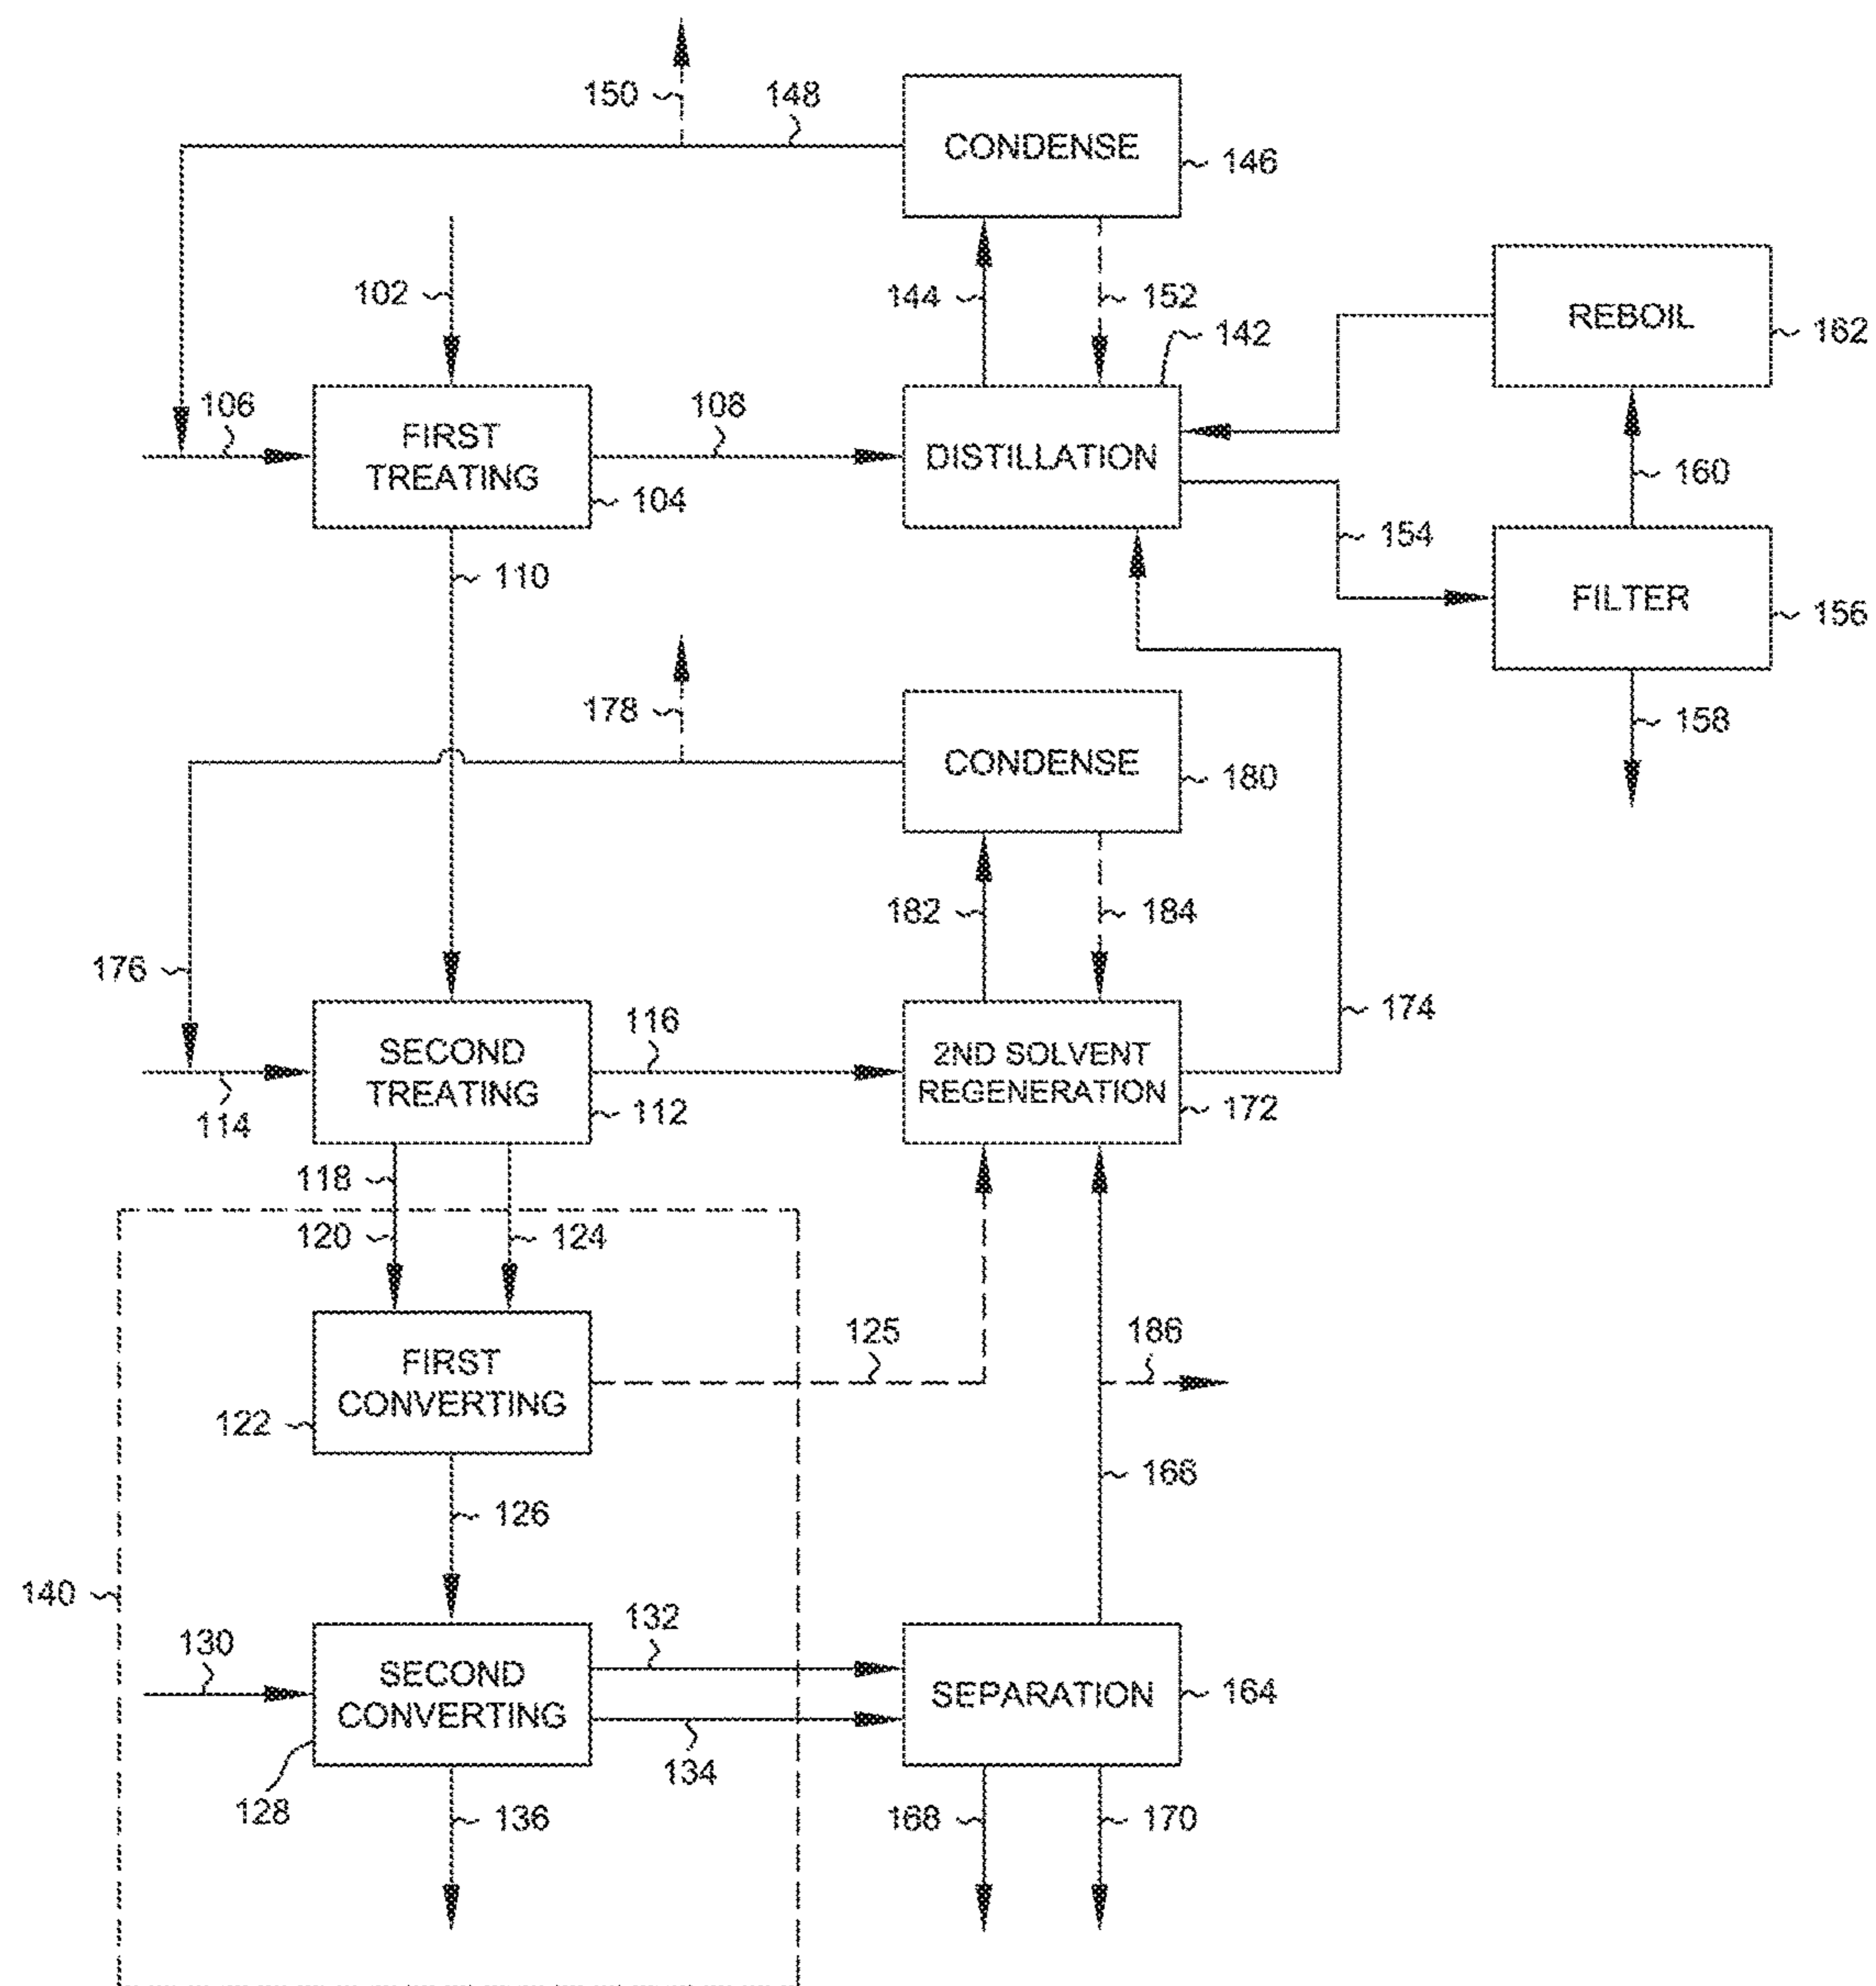 150
148
CONDENSE
146
102
144
152
142
REBOIL
162
106
FIRST
TREATING
104
108
DISTILLATION
160
154
110
FILTER
156
158
178
CONDENSE
180
182
184
176
174
114
SECOND
TREATING
112
116
2ND SOLVENT
REGENERATION
172
118
120
124
125
186
FIRST
CONVERTING
122
166
126
140
130
132
SECOND
CONVERTING
SEPARATION
164
134
128
136
168
170